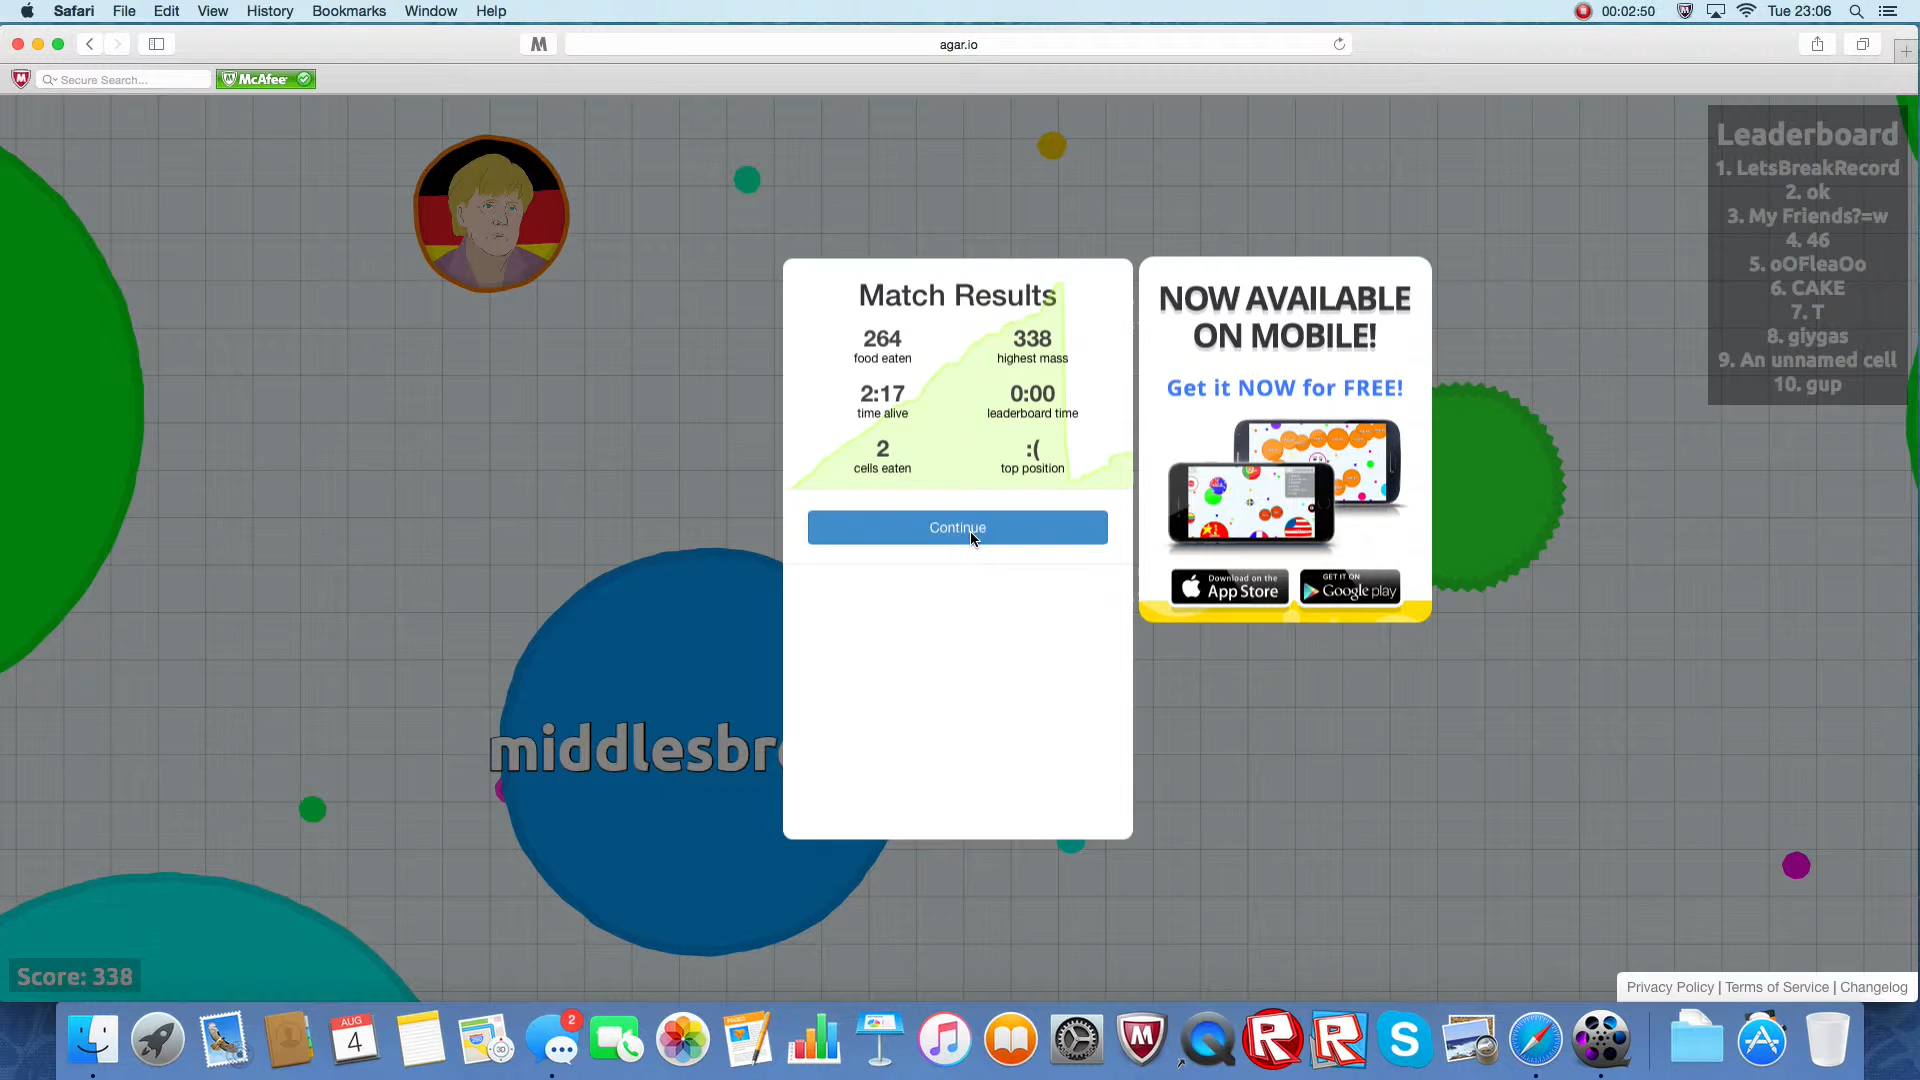 Safari File Edit View History Bookmarks Window Help 00:02:50 Tue 23:06
agar.io
Secure Search... McAfee
Leaderboard
1. LetsBreakRecord
2. ok
3. My Friends?=w
4. 46
5. oOFleaOo
6. CAKE
7. T
8. giygas
9. An unnamed cell
10. gup
Match Results
264 338
food eaten highest mass
2:17 0:00
time alive leaderboard time
2 :(
cells eaten top position
Continue
NOW AVAILABLE
ON MOBILE!
Get it NOW for FREE!
Download on the
App Store
GET IT ON
Google play
middlesbr
Score: 338
Privacy Policy | Terms of Service | Changelog
AUG
4
2
PAGES
30